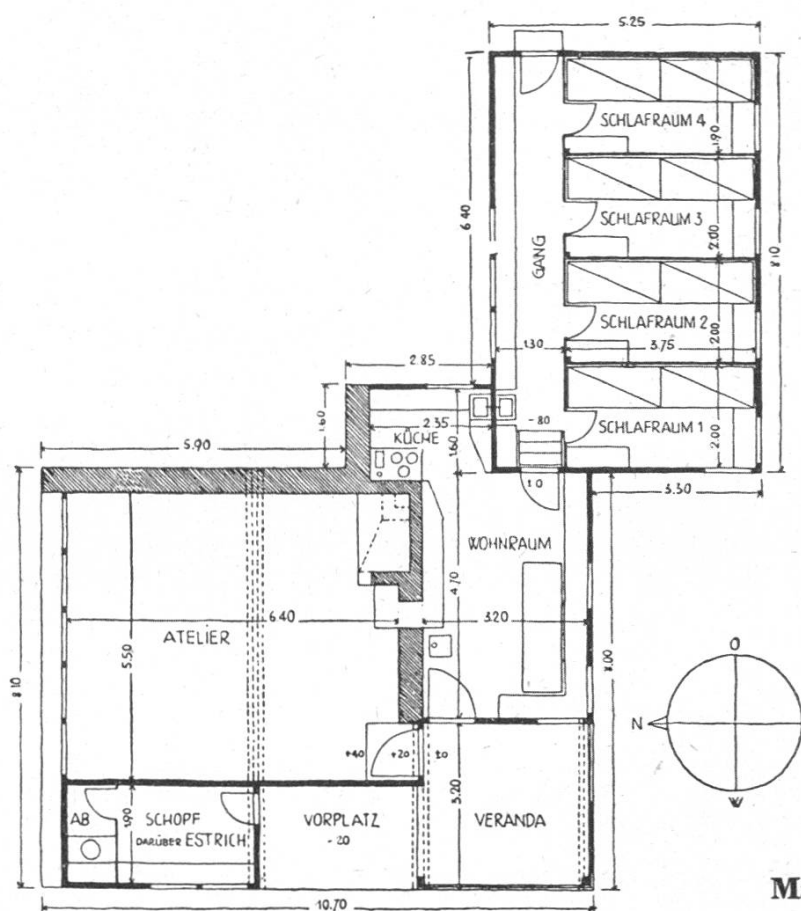 5.25
SCHLAFRAUM 4
1.90
SCHLAFRAUM 3
2.00
6.40
GANG
8.10
SCHLAFRAUM 2
2.00
1.30
3.75
2.85
SCHLAFRAUM 1
2.00
-80
1.60
2.35
KÜCHE
1.60
5.90
3.30
±0
WOHNRAUM
4.70
6.40
3.20
ATELIER
5.50
8.10
8.00
O
N
W
+40
+20
±0
3.20
AB
1.90
SCHOPF
DARÜBER ESTRICH
VORPLATZ
-20
VERANDA
10.70
M